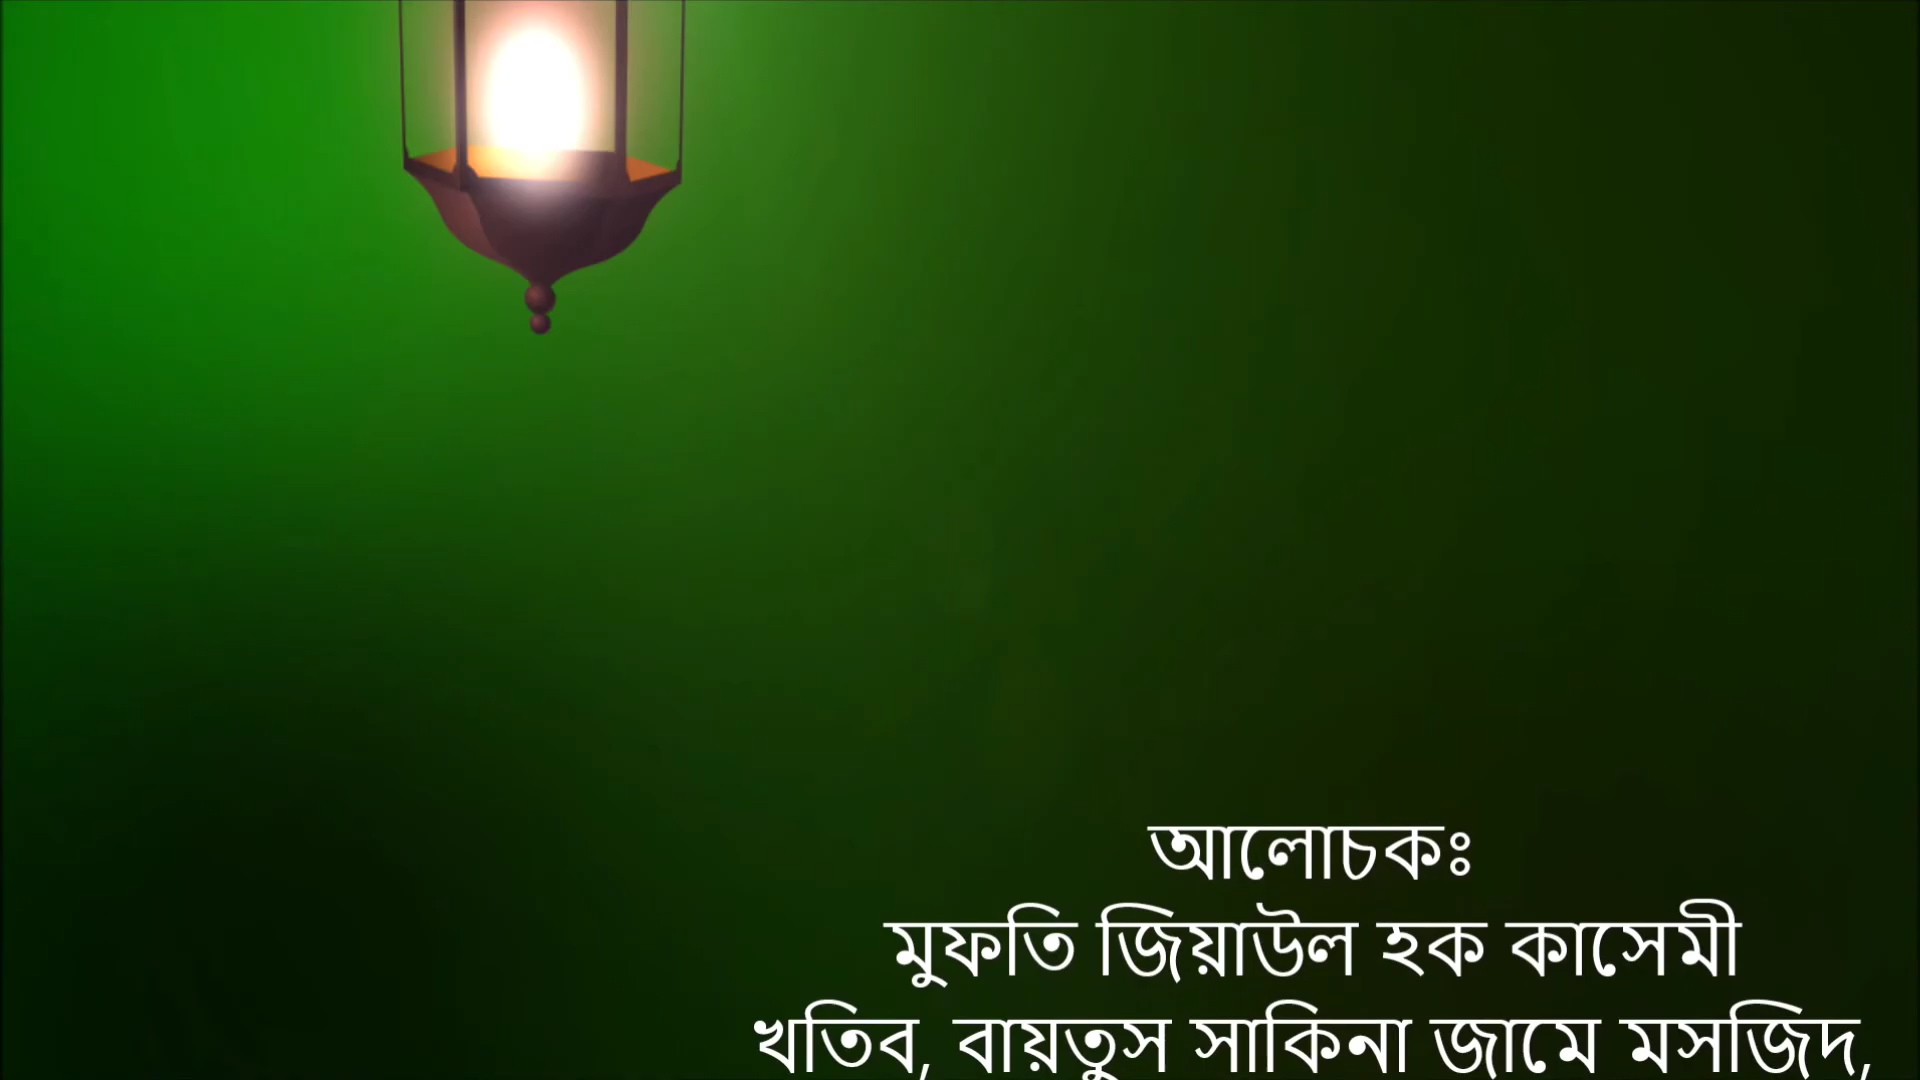 আলোচকঃ
মুফতি জিয়াউল হক কাসেমী
খতিব, বায়তুস সাকিনা জামে মসজিদ,